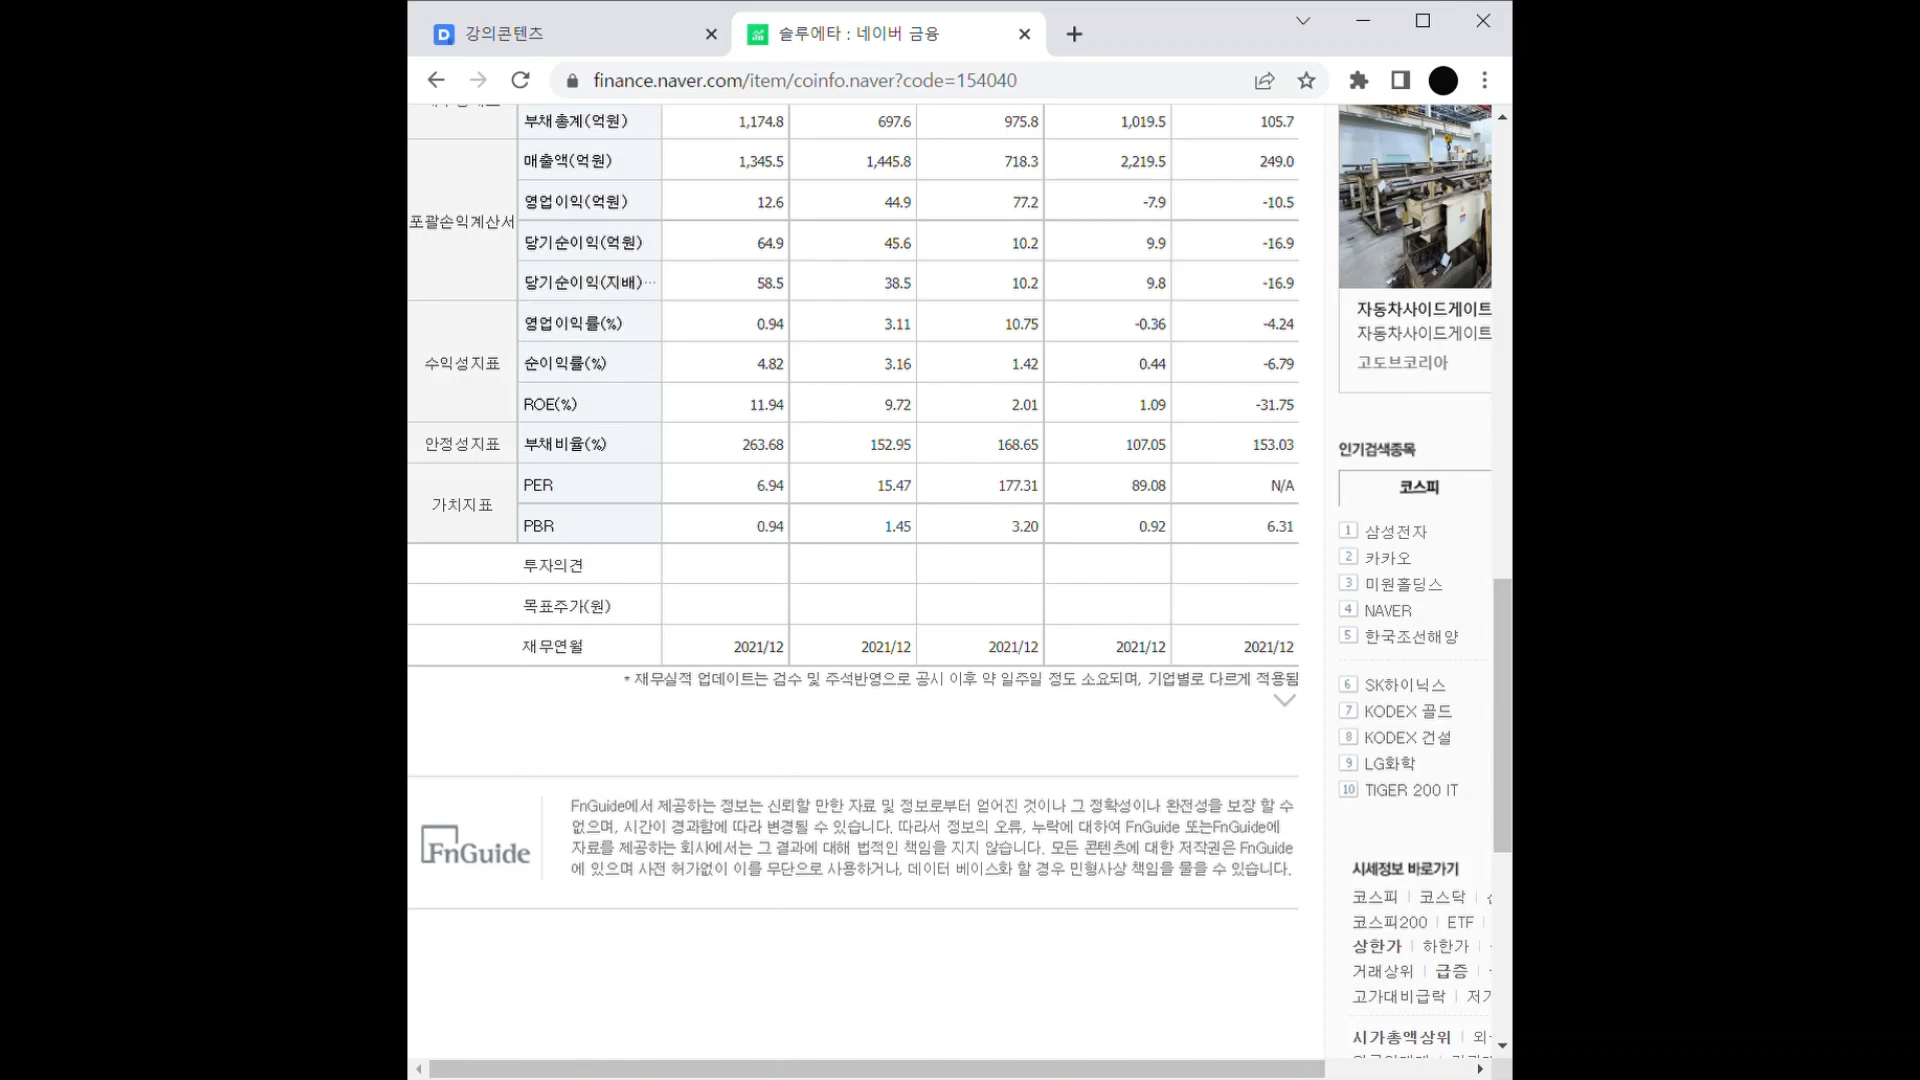 강의콘텐츠
솔루에타 : 네이버 금융
finance.naver.com/item/coinfo.naver?code=154040
부채총계(억원) 1,174.8 697.6 975.8 1,019.5 105.7
매출액(억원) 1,345.5 1,445.8 718.3 2,219.5 249.0
영업이익(억원) 12.6 44.9 77.2 -7.9 -10.5
포괄손익계산서
당기순이익(억원) 64.9 45.6 10.2 9.9 -16.9
당기순이익(지배)… 58.5 38.5 10.2 9.8 -16.9
영업이익률(%) 0.94 3.11 10.75 -0.36 -4.24
수익성지표 순이익률(%) 4.82 3.16 1.42 0.44 -6.79
ROE(%) 11.94 9.72 2.01 1.09 -31.75
안정성지표 부채비율(%) 263.68 152.95 168.65 107.05 153.03
PER 6.94 15.47 177.31 89.08 N/A
가치지표
PBR 0.94 1.45 3.20 0.92 6.31
투자의견
목표주가(원)
재무연월 2021/12 2021/12 2021/12 2021/12 2021/12
* 재무실적 업데이트는 검수 및 주석반영으로 공시 이후 약 일주일 정도 소요되며, 기업별로 다르게 적용됨
FnGuide
FnGuide에서 제공하는 정보는 신뢰할 만한 자료 및 정보로부터 얻어진 것이나 그 정확성이나 완전성을 보장 할 수
없으며, 시간이 경과함에 따라 변경될 수 있습니다. 따라서 정보의 오류, 누락에 대하여 FnGuide 또는FnGuide에
자료를 제공하는 회사에서는 그 결과에 대해 법적인 책임을 지지 않습니다. 모든 콘텐츠에 대한 저작권은 FnGuide
에 있으며 사전 허가없이 이를 무단으로 사용하거나, 데이터 베이스화 할 경우 민형사상 책임을 물을 수 있습니다.
자동차사이드게이트
자동차사이드게이트
고도브코리아
인기검색종목
코스피
1 삼성전자
2 카카오
3 미원홀딩스
4 NAVER
5 한국조선해양
6 SK하이닉스
7 KODEX 골드
8 KODEX 건설
9 LG화학
10 TIGER 200 IT
시세정보 바로가기
코스피 | 코스닥 |
코스피200 | ETF |
상한가 | 하한가 |
거래상위 | 급증 |
고가대비급락 | 저가
시가총액상위 | 외